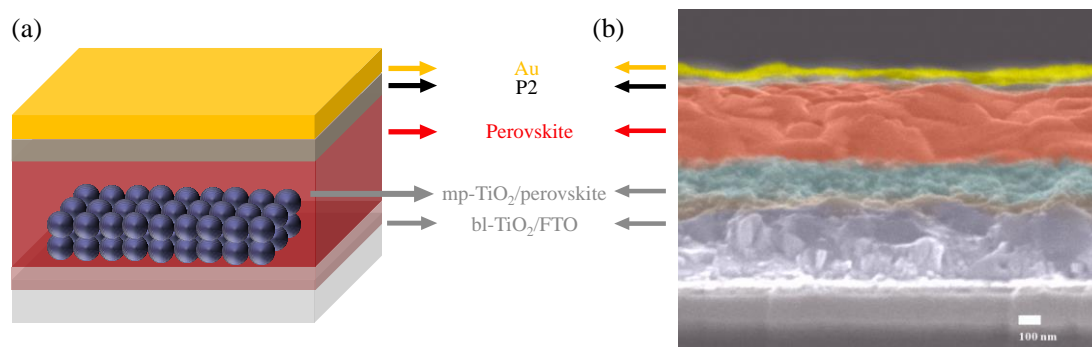 (a)
(b)
Au
P2
Perovskite
mp-TiO₂/perovskite
bl-TiO₂/FTO
100 nm